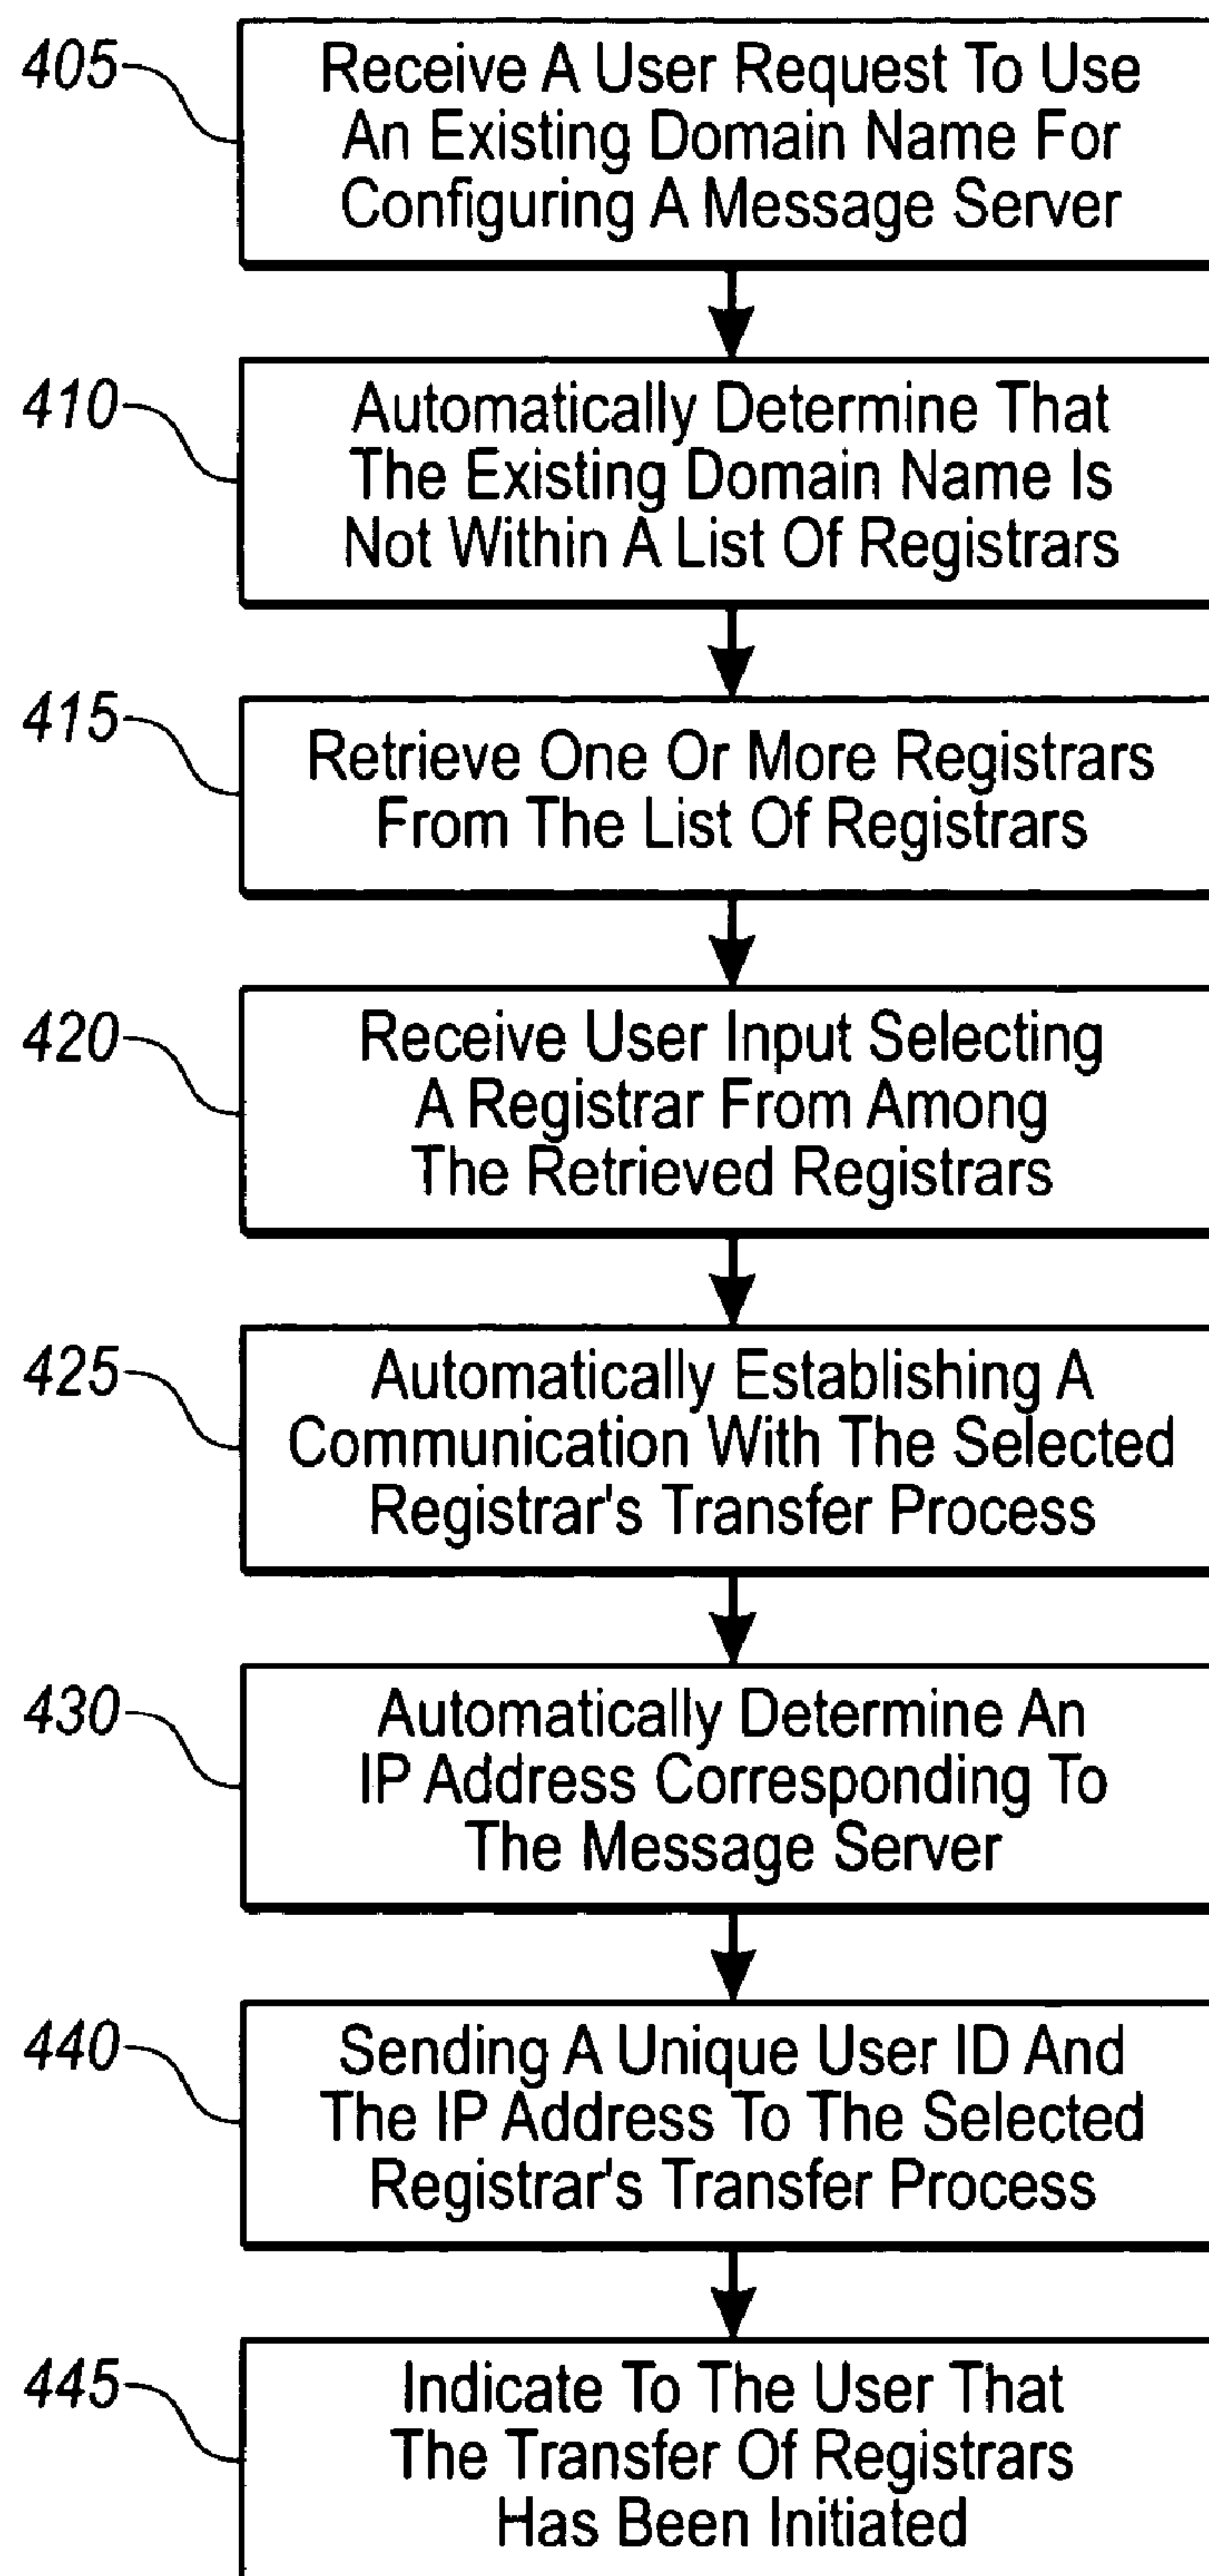 405
Receive A User Request To Use
An Existing Domain Name For
Configuring A Message Server
410
Automatically Determine That
The Existing Domain Name Is
Not Within A List Of Registrars
415
Retrieve One Or More Registrars
From The List Of Registrars
420
Receive User Input Selecting
A Registrar From Among
The Retrieved Registrars
425
Automatically Establishing A
Communication With The Selected
Registrar's Transfer Process
430
Automatically Determine An
IP Address Corresponding To
The Message Server
440
Sending A Unique User ID And
The IP Address To The Selected
Registrar's Transfer Process
445
Indicate To The User That
The Transfer Of Registrars
Has Been Initiated